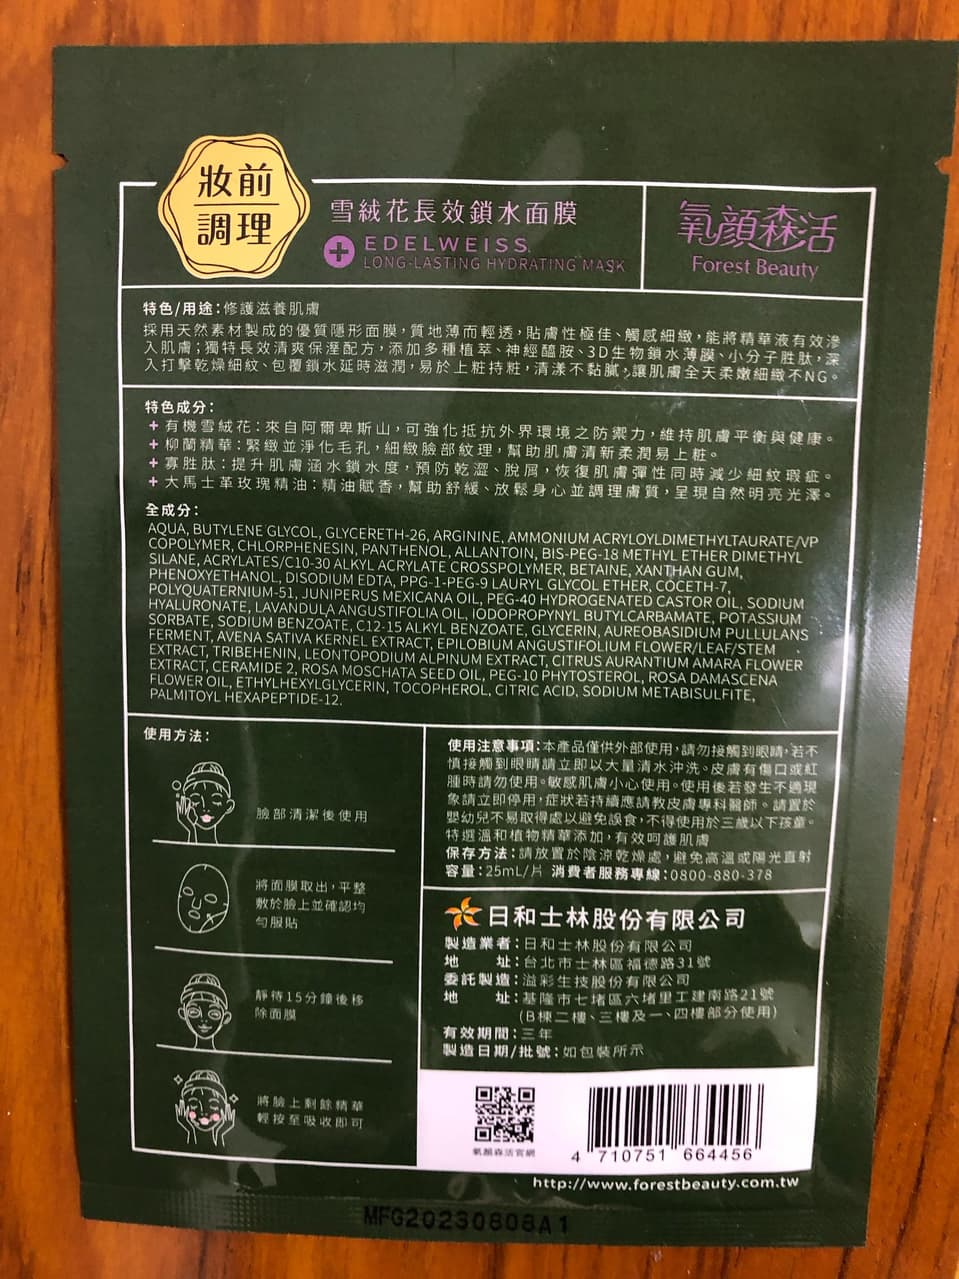 妝前
調理
雪絨花長效鎖水面膜
+ EDELWEISS
LONG-LASTING HYDRATING MASK
氧顔森活
Forest Beauty
特色/用途:修護滋養肌膚
採用天然素材製成的優質隱形面膜,質地薄而輕透,貼膚性極佳、觸感細緻,能將精華液有效滲
入肌膚;獨特長效清爽保溼配方,添加多種植萃、神經醯胺、3D生物鎖水薄膜、小分子胜肽,深
入打擊乾燥細紋、包覆鎖水延時滋潤,易於上粧持粧,清漾不黏膩,讓肌膚全天柔嫩細緻不NG。
特色成分:
+ 有機雪絨花:來自阿爾卑斯山,可強化抵抗外界環境之防禦力,維持肌膚平衡與健康。
+ 柳蘭精華:緊緻並淨化毛孔,細緻臉部紋理,幫助肌膚清新柔潤易上粧。
+ 寡胜肽:提升肌膚涵水鎖水度,預防乾澀、脫屑,恢復肌膚彈性同時減少細紋瑕疵。
+ 大馬士革玫瑰精油:精油賦香,幫助舒緩、放鬆身心並調理膚質,呈現自然明亮光澤。
全成分:
AQUA, BUTYLENE GLYCOL, GLYCERETH-26, ARGININE, AMMONIUM ACRYLOYLDIMETHYLTAURATE/VP
COPOLYMER, CHLORPHENESIN, PANTHENOL, ALLANTOIN, BIS-PEG-18 METHYL ETHER DIMETHYL
SILANE, ACRYLATES/C10-30 ALKYL ACRYLATE CROSSPOLYMER, BETAINE, XANTHAN GUM,
PHENOXYETHANOL, DISODIUM EDTA, PPG-1-PEG-9 LAURYL GLYCOL ETHER, COCETH-7,
POLYQUATERNIUM-51, JUNIPERUS MEXICANA OIL, PEG-40 HYDROGENATED CASTOR OIL, SODIUM
HYALURONATE, LAVANDULA ANGUSTIFOLIA OIL, IODOPROPYNYL BUTYLCARBAMATE, POTASSIUM
SORBATE, SODIUM BENZOATE, C12-15 ALKYL BENZOATE, GLYCERIN, AUREOBASIDIUM PULLULANS
FERMENT, AVENA SATIVA KERNEL EXTRACT, EPILOBIUM ANGUSTIFOLIUM FLOWER/LEAF/STEM
EXTRACT, TRIBEHENIN, LEONTOPODIUM ALPINUM EXTRACT, CITRUS AURANTIUM AMARA FLOWER
EXTRACT, CERAMIDE 2, ROSA MOSCHATA SEED OIL, PEG-10 PHYTOSTEROL, ROSA DAMASCENA
FLOWER OIL, ETHYLHEXYLGLYCERIN, TOCOPHEROL, CITRIC ACID, SODIUM METABISULFITE,
PALMITOYL HEXAPEPTIDE-12.
使用方法:
臉部清潔後使用
將面膜取出,平整
敷於臉上並確認均
勻服貼
靜待15分鐘後移
除面膜
將臉上剩餘精華
輕按至吸收即可
使用注意事項:本產品僅供外部使用,請勿接觸到眼睛,若不
慎接觸到眼睛請立即以大量清水沖洗。皮膚有傷口或紅
腫時請勿使用。敏感肌膚小心使用。使用後若發生不適現
象請立即停用,症狀若持續應請教皮膚專科醫師。請置於
嬰幼兒不易取得處以避免誤食,不得使用於三歲以下孩童。
特選溫和植物精華添加,有效呵護肌膚
保存方法:請放置於陰涼乾燥處,避免高溫或陽光直射
容量:25mL/片 消費者服務專線:0800-880-378
日和士林股份有限公司
製造業者:日和士林股份有限公司
地 址:台北市士林區福德路31號
委託製造:溢彩生技股份有限公司
地 址:基隆市七堵區六堵里工建南路21號
(B棟二樓、三樓及一、四樓部分使用)
有效期間:三年
製造日期/批號:如包裝所示
氧顏森活官網
4 710751 664456
http://www.forestbeauty.com.tw
MFG20230808A1